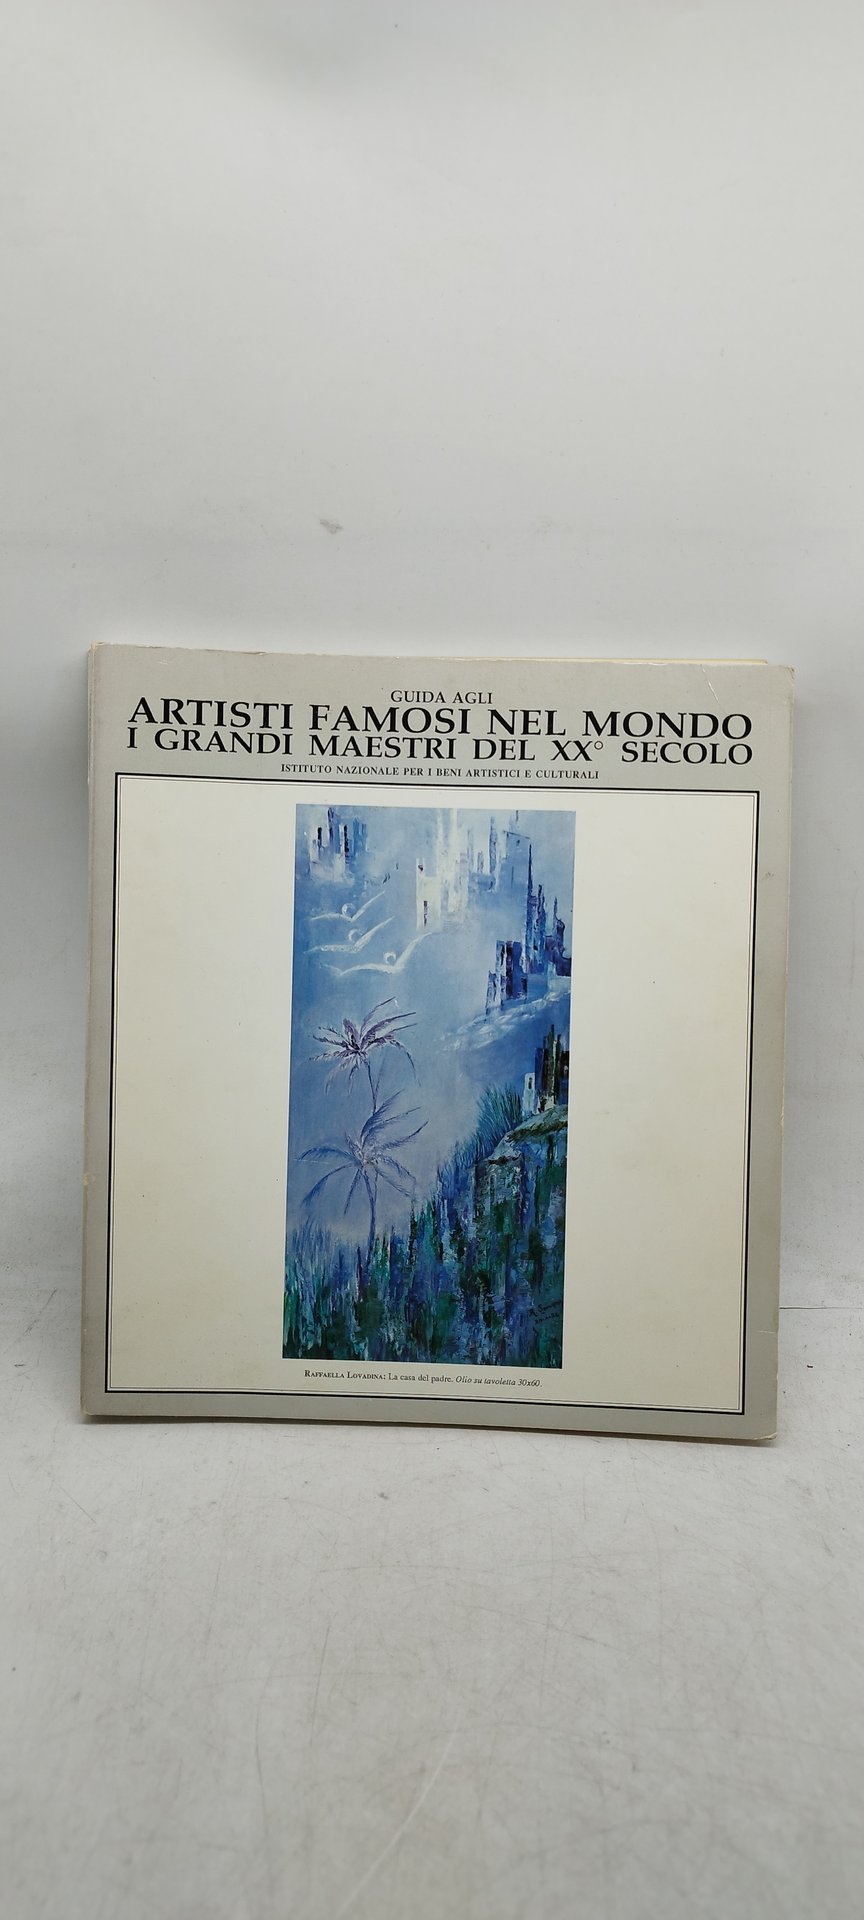 GUIDA AGLI
ARTISTI FAMOSI NEL MONDO
I GRANDI MAESTRI DEL XX° SECOLO
ISTITUTO NAZIONALE PER I BENI ARTISTICI E CULTURALI
RAFFAELLA LOVADINA: La casa del padre. Olio su tavoletta 30x60.